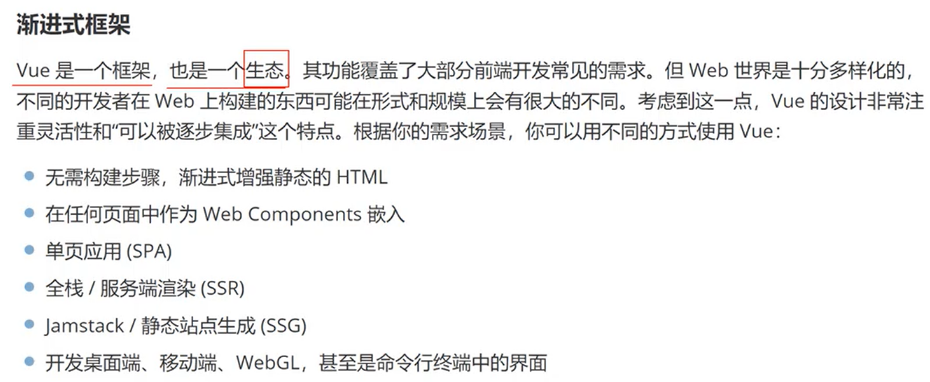 渐进式框架
Vue 是一个框架，也是一个生态。其功能覆盖了大部分前端开发常见的需求。但 Web 世界是十分多样化的，
不同的开发者在 Web 上构建的东西可能在形式和规模上会有很大的不同。考虑到这一点，Vue 的设计非常注
重灵活性和“可以被逐步集成”这个特点。根据你的需求场景，你可以用不同的方式使用 Vue：
无需构建步骤，渐进式增强静态的 HTML
在任何页面中作为 Web Components 嵌入
单页应用 (SPA)
全栈 / 服务端渲染 (SSR)
Jamstack / 静态站点生成 (SSG)
开发桌面端、移动端、WebGL，甚至是命令行终端中的界面